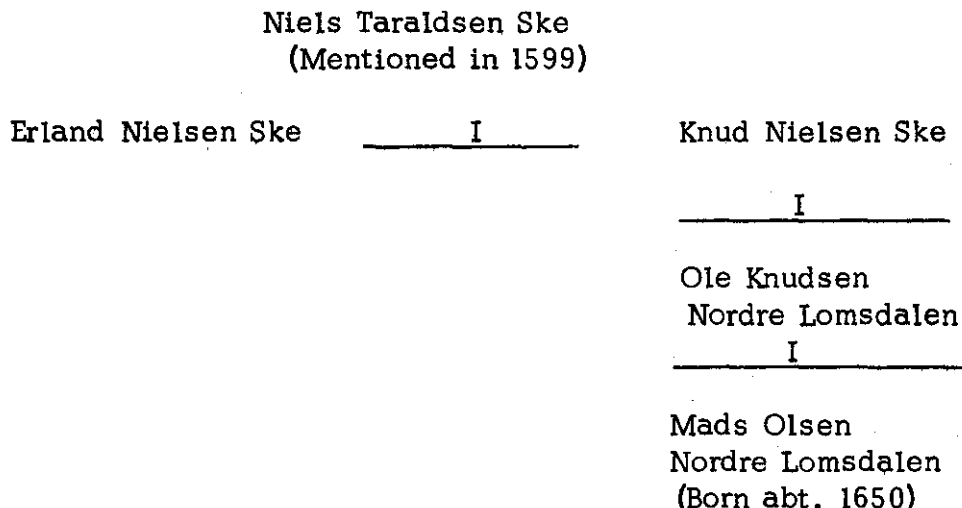 Niels Taraldsen Ske
(Mentioned in 1599)
Erland Nielsen Ske I Knud Nielsen Ske
I
Ole Knudsen
Nordre Lomsdalen
I
Mads Olsen
Nordre Lomsdalen
(Born abt. 1650)